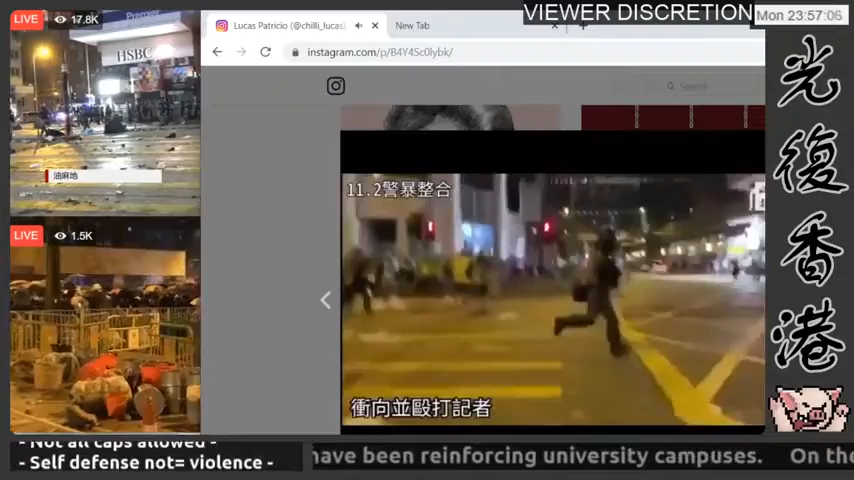 LIVE 17.8K
HSBC
油麻地
LIVE 1.5K
Lucas Patricio (@chilli_lucas)
New Tab
VIEWER DISCRETION
Mon 23:57:06
instagram.com/p/B4Y4Sc0lybk/
Search
11.2警暴整合
衝向並毆打記者
光復香港
- Not all caps allowed -
- Self defense not= violence -
have been reinforcing university campuses. On the